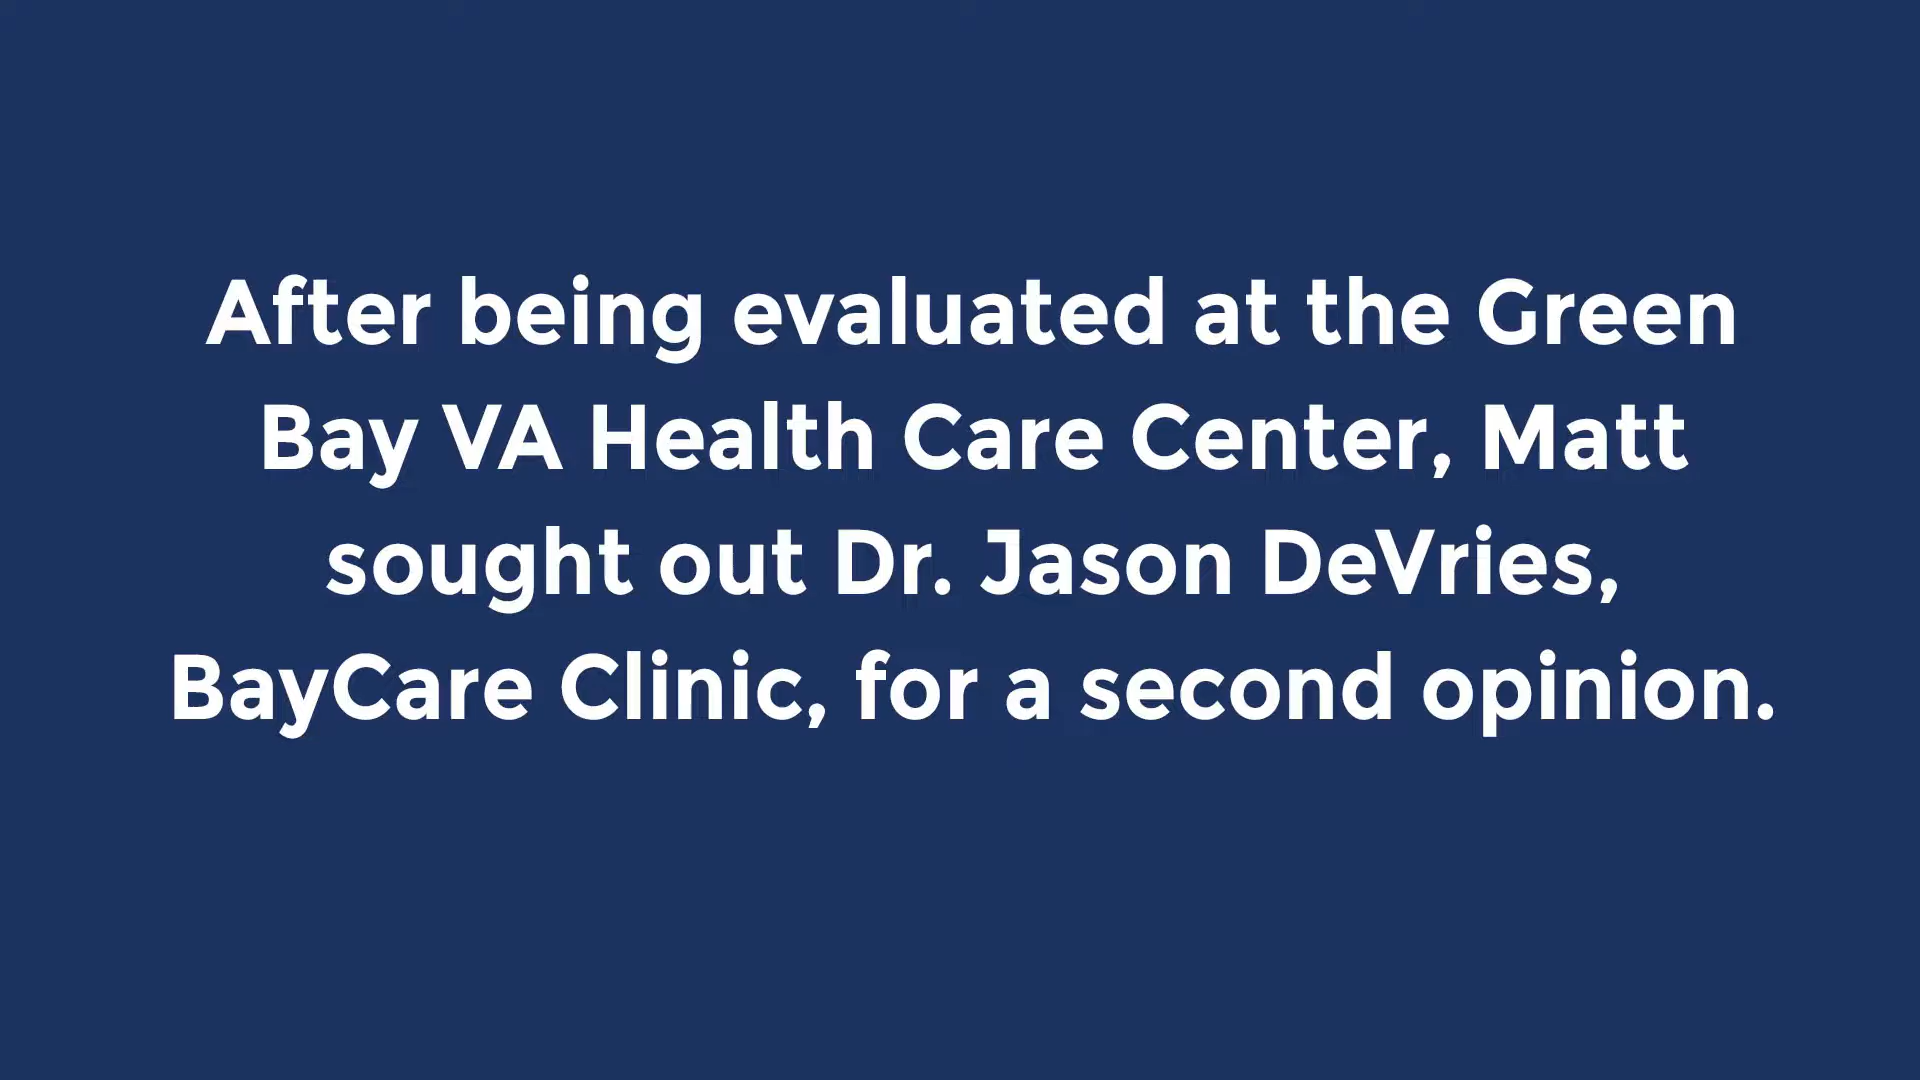 After being evaluated at the Green
Bay VA Health Care Center, Matt
sought out Dr. Jason DeVries,
BayCare Clinic, for a second opinion.